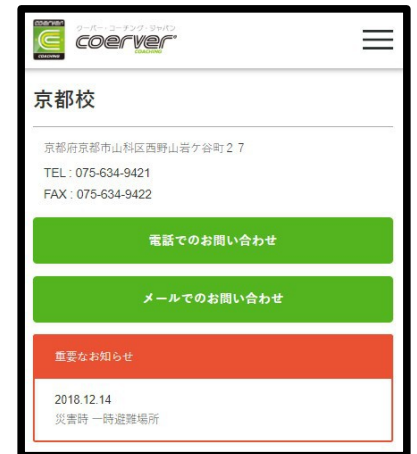 クーバー・コーチング・ジャパン
coerver
COACHING
京都校
京都府京都市山科区西野山岩ケ谷町２７
TEL : 075-634-9421
FAX : 075-634-9422
電話でのお問い合わせ
メールでのお問い合わせ
重要なお知らせ
2018.12.14
災害時 一時避難場所